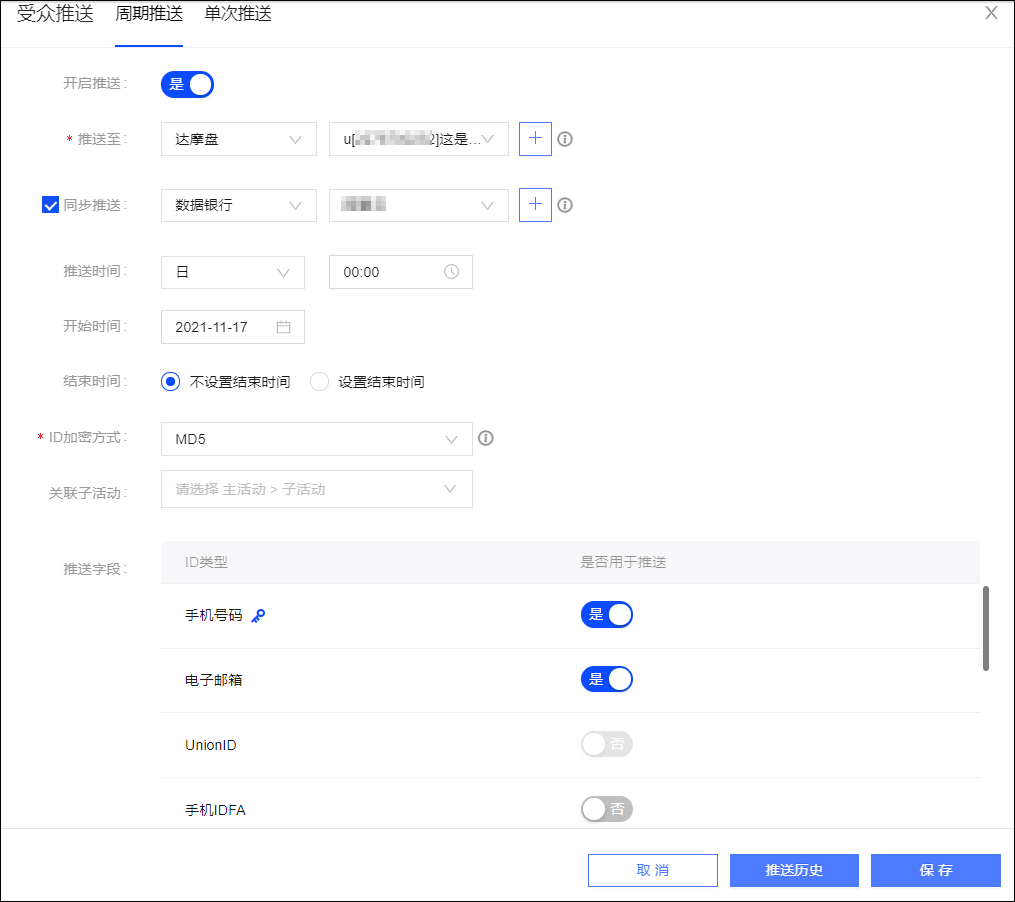 受众推送 周期推送 单次推送
开启推送: 是
* 推送至: 达摩盘 u[ 2]这是...
同步推送: 数据银行
推送时间: 日 00:00
开始时间: 2021-11-17
结束时间: 不设置结束时间 设置结束时间
* ID加密方式: MD5
关联子活动: 请选择 主活动 > 子活动
推送字段: ID类型 是否用于推送
手机号码 是
电子邮箱 是
UnionID 否
手机IDFA 否
取 消 推送历史 保 存